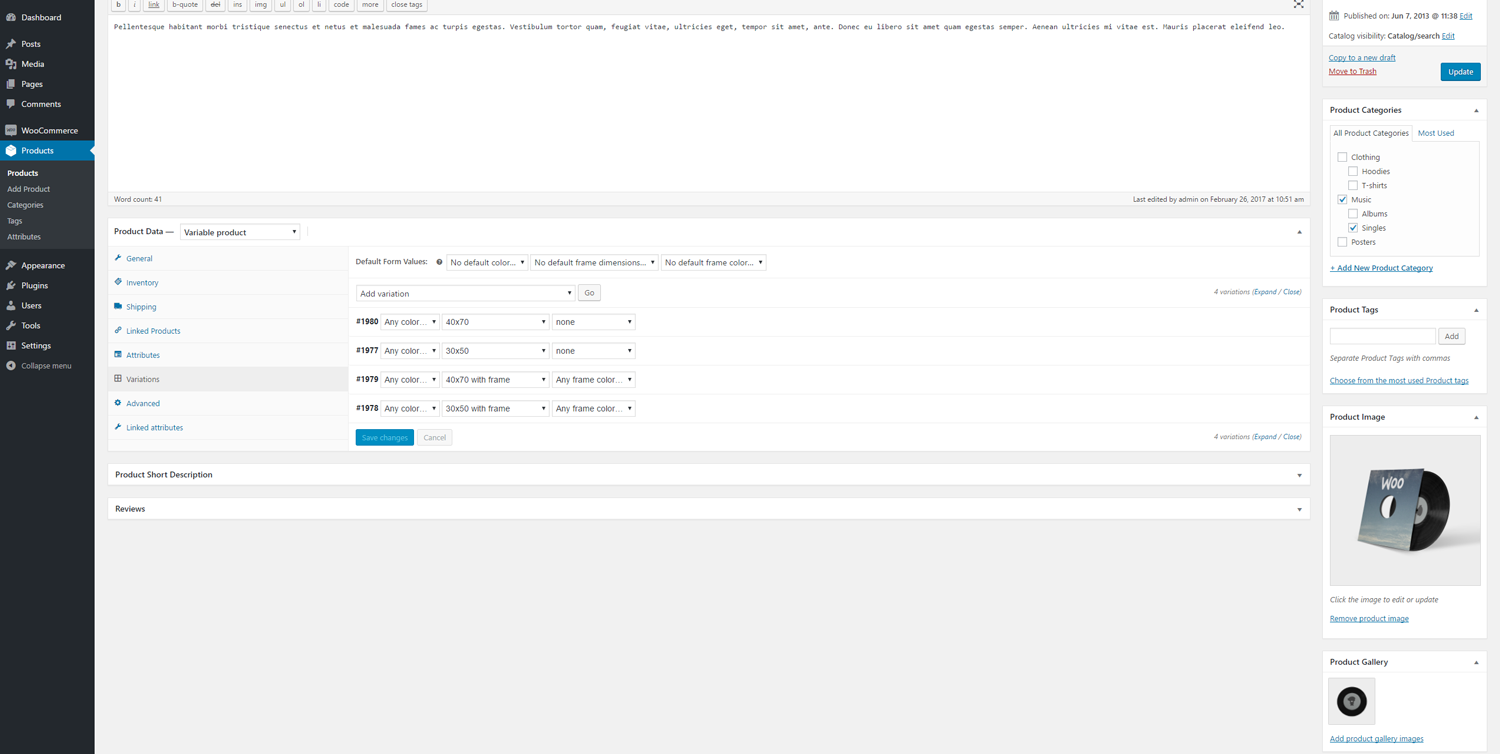 Dashboard
Posts
Media
Pages
Comments
WooCommerce
Products
Products
Add Product
Categories
Tags
Attributes
Appearance
Plugins
Users
Tools
Settings
Collapse menu
b i link b-quote del ins img ul ol li code more close tags
Pellentesque habitant morbi tristique senectus et netus et malesuada fames ac turpis egestas. Vestibulum tortor quam, feugiat vitae, ultricies eget, tempor sit amet, ante. Donec eu libero sit amet quam egestas semper. Aenean ultricies mi vitae est. Mauris placerat eleifend leo.
Word count: 41
Last edited by admin on February 26, 2017 at 10:51 am
Product Data — Variable product
General
Inventory
Shipping
Linked Products
Attributes
Variations
Advanced
Linked attributes
Default Form Values: No default color... No default frame dimensions... No default frame color...
Add variation Go
4 variations (Expand / Close)
#1980 Any color... 40x70 none
#1977 Any color... 30x50 none
#1979 Any color... 40x70 with frame Any frame color...
#1978 Any color... 30x50 with frame Any frame color...
Save changes Cancel
4 variations (Expand / Close)
Product Short Description
Reviews
Published on: Jun 7, 2013 @ 11:38 Edit
Catalog visibility: Catalog/search Edit
Copy to a new draft
Move to Trash
Update
Product Categories
All Product Categories Most Used
Clothing
Hoodies
T-shirts
Music
Albums
Singles
Posters
+ Add New Product Category
Product Tags
Add
Separate Product Tags with commas
Choose from the most used Product tags
Product Image
WOO
Click the image to edit or update
Remove product image
Product Gallery
Add product gallery images